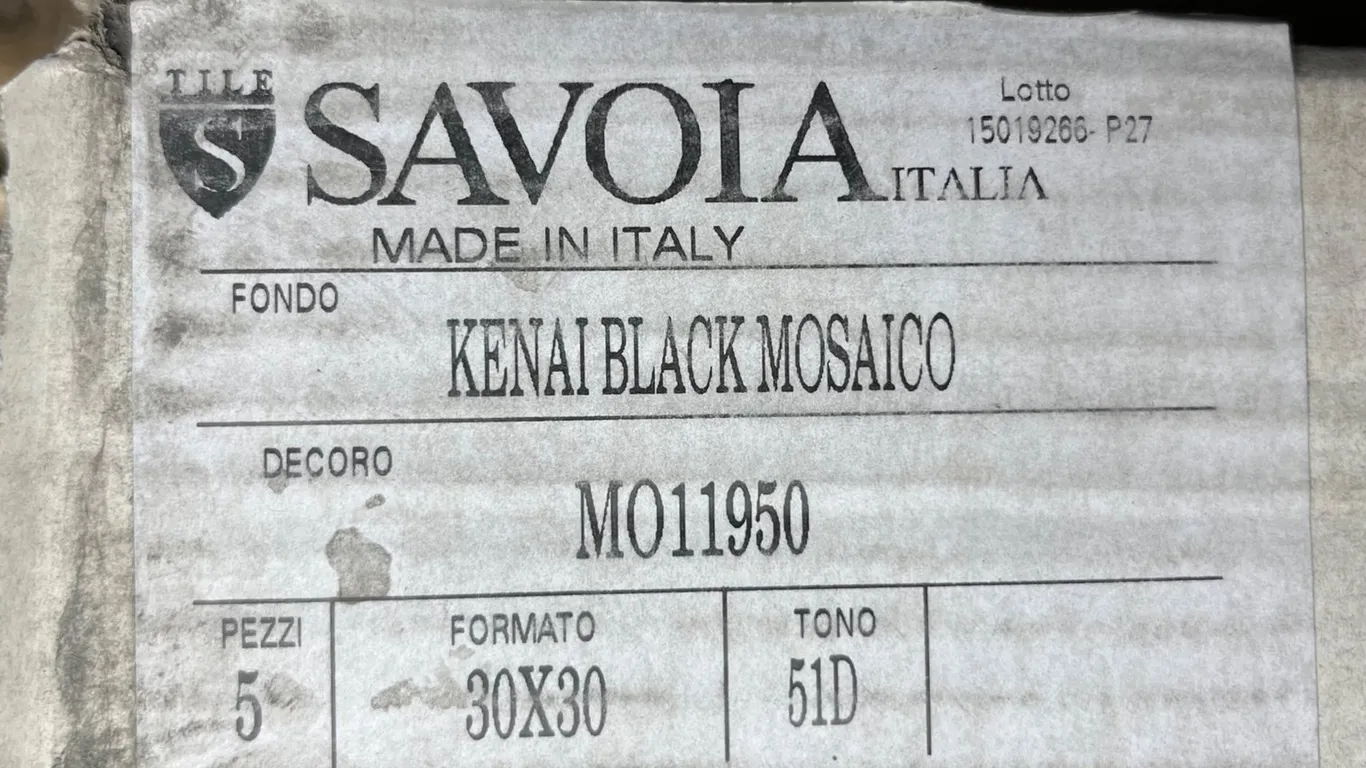 TILE
S
SAVOIA ITALIA
Lotto
15019266- P27
MADE IN ITALY
FONDO
KENAI BLACK MOSAICO
DECORO
MO11950
PEZZI FORMATO TONO
5 30X30 51D